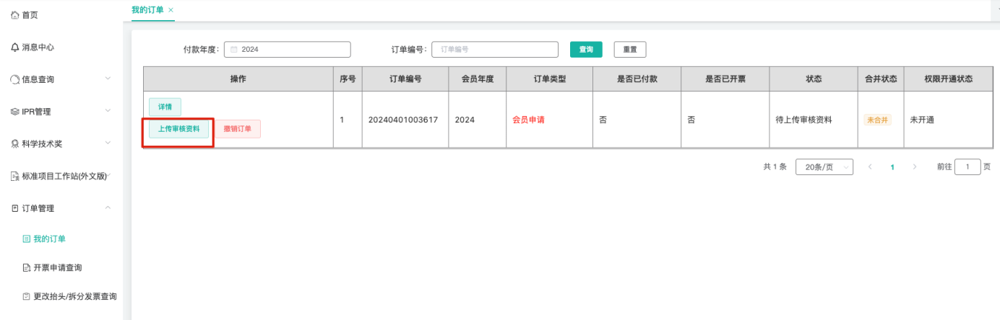 首页
消息中心
信息查询
IPR管理
科学技术奖
标准项目工作站(外文版)
订单管理
我的订单
开票申请查询
更改抬头/拆分发票查询
我的订单 ×
付款年度： 2024 订单编号： 订单编号 查询 重置
操作 序号 订单编号 会员年度 订单类型 是否已付款 是否已开票 状态 合并状态 权限开通状态
详情
上传审核资料 撤销订单 1 20240401003617 2024 会员申请 否 否 待上传审核资料 未合并 未开通
共 1 条 20条/页 1 前往 1 页